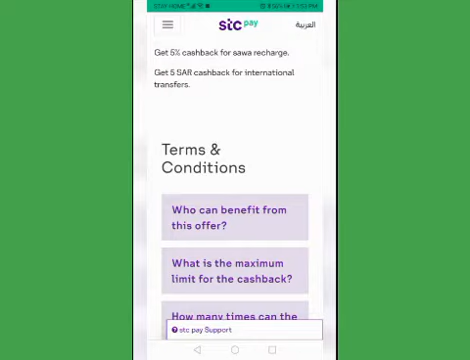 STAY HOME
stc pay
العربية
Get 5% cashback for sawa recharge.
Get 5 SAR cashback for international
transfers.
Terms &
Conditions
Who can benefit from
this offer?
What is the maximum
limit for the cashback?
How many times can the
stc pay Support